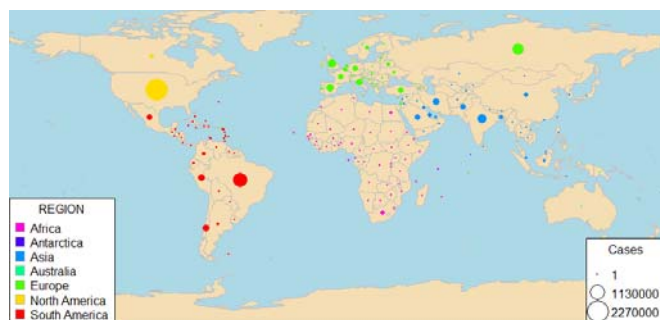 REGION
Africa
Antarctica
Asia
Australia
Europe
North America
South America
Cases
1
1130000
2270000